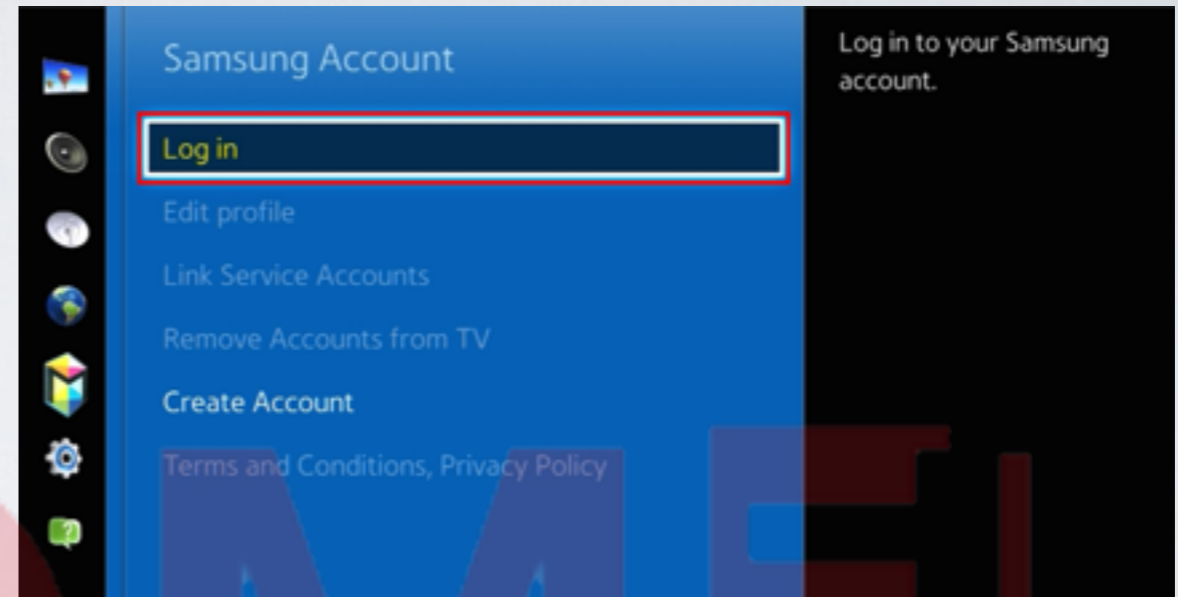 Samsung Account
Log in
Edit profile
Link Service Accounts
Remove Accounts from TV
Create Account
Terms and Conditions, Privacy Policy
Log in to your Samsung
account.
?